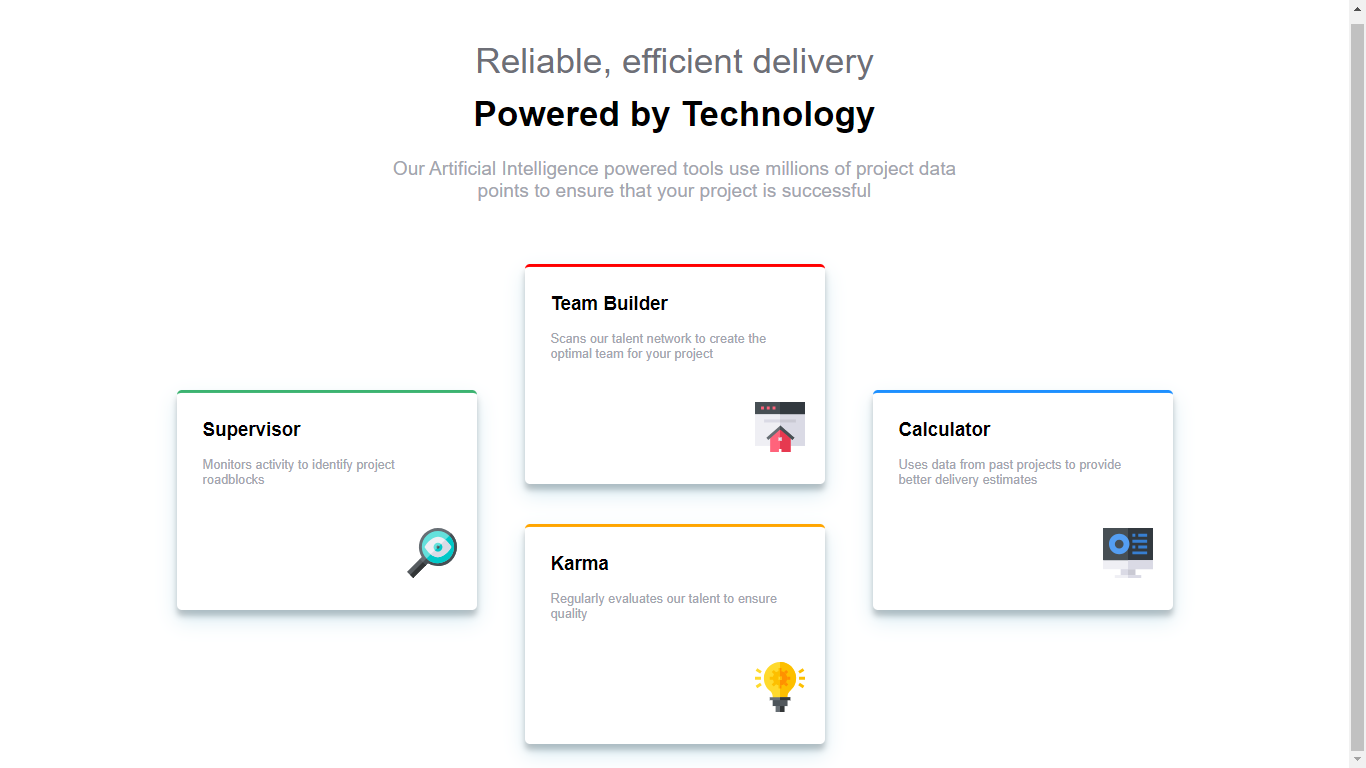 Reliable, efficient delivery
Powered by Technology
Our Artificial Intelligence powered tools use millions of project data
points to ensure that your project is successful
Team Builder
Scans our talent network to create the
optimal team for your project
Supervisor
Monitors activity to identify project
roadblocks
Calculator
Uses data from past projects to provide
better delivery estimates
Karma
Regularly evaluates our talent to ensure
quality